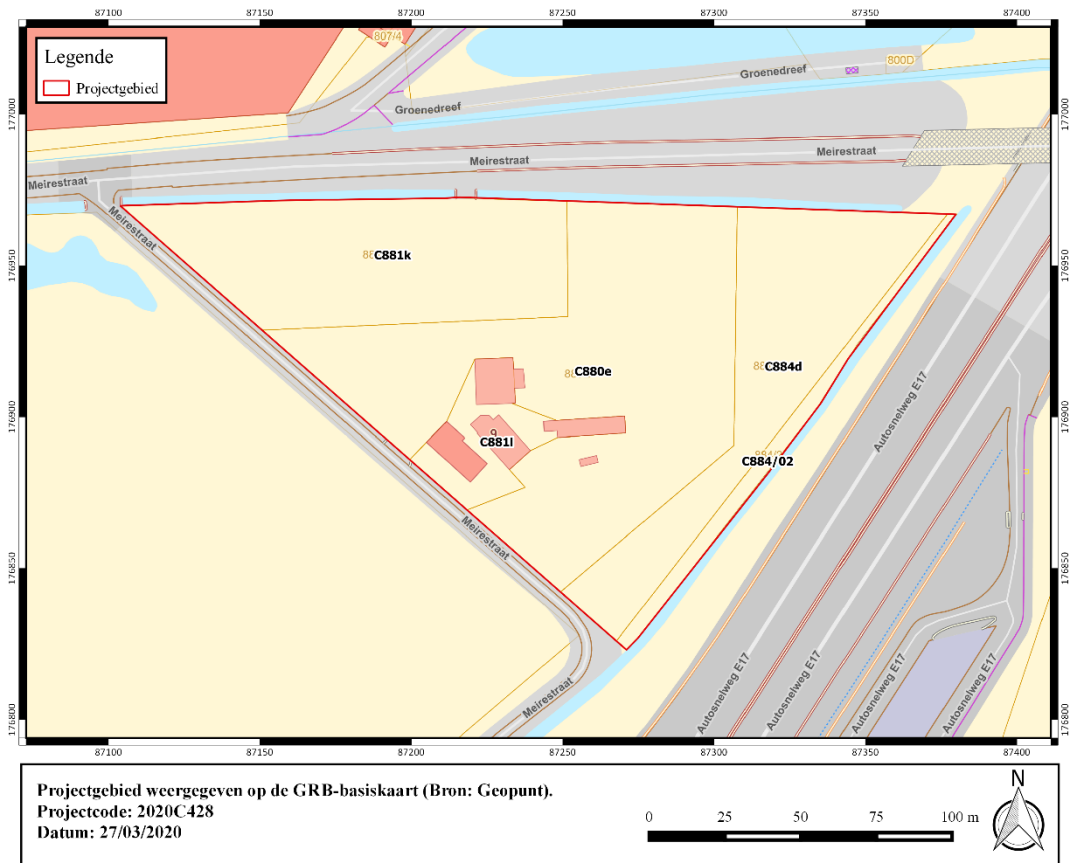 87100 87150 87200 87250 87300 87350 87400
Legende
Projectgebied
807/4
800D
Groenedreef
Groenedreef
177000
177000
Meirestraat
Meirestraat
Meirestraat
Meirestraat
176950
176950
C881k
C880e
C884d
Autosnelweg E17
176900
176900
9
C881l
C884/02
Meirestraat
176850
176850
Meirestraat
Autosnelweg E17
Autosnelweg E17
Autosnelweg E17
Autosnelweg E17
176800
176800
87100 87150 87200 87250 87300 87350 87400
Projectgebied weergegeven op de GRB-basiskaart (Bron: Geopunt).
Projectcode: 2020C428
Datum: 27/03/2020
0 25 50 75 100 m
N